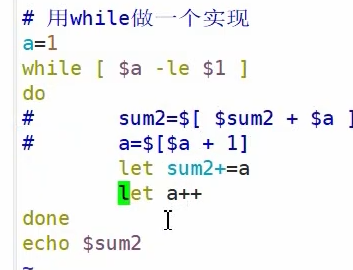 # 用while做一个实现
a=1
while [ $a -le $1 ]
do
#       sum2=$[ $sum2 + $a ]
#       a=$[$a + 1]
        let sum2+=a
        let a++
done
echo $sum2
~